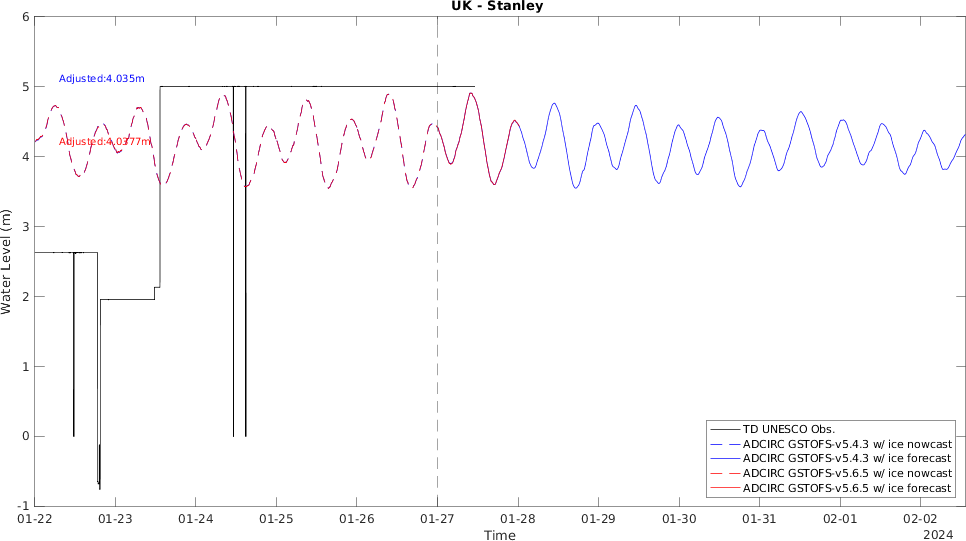 UK - Stanley
6
5
4
3
2
1
0
-1
Water Level (m)
Adjusted:4.035m
Adjusted:4.0377m
TD UNESCO Obs.
ADCIRC GSTOFS-v5.4.3 w/ ice nowcast
ADCIRC GSTOFS-v5.4.3 w/ ice forecast
ADCIRC GSTOFS-v5.6.5 w/ ice nowcast
ADCIRC GSTOFS-v5.6.5 w/ ice forecast
01-22 01-23 01-24 01-25 01-26 01-27 01-28 01-29 01-30 01-31 02-01 02-02
Time
2024